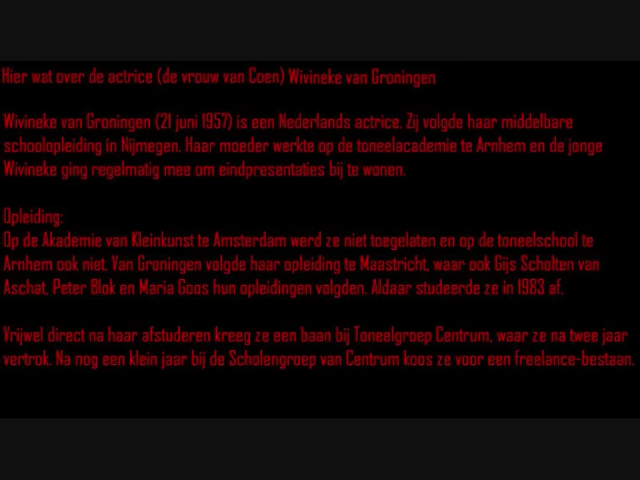 Hier wat over de actrice (de vrouw van Coen) Wivineke van Groningen
Wivineke van Groningen (21 juni 1957) is een Nederlands actrice. Zij volgde haar middelbare
schoolopleiding in Nijmegen. Haar moeder werkte op de toneelacademie te Arnhem en de jonge
Wivineke ging regelmatig mee om eindpresentaties bij te wonen.
Opleiding:
Op de Akademie van Kleinkunst te Amsterdam werd ze niet toegelaten en op de toneelschool te
Arnhem ook niet. Van Groningen volgde haar opleiding te Maastricht, waar ook Gijs Scholten van
Aschat, Peter Blok en Maria Goos hun opleidingen volgden. Aldaar studeerde ze in 1983 af.
Vrijwel direct na haar afstuderen kreeg ze een baan bij Toneelgroep Centrum, waar ze na twee jaar
vertrok. Na nog een klein jaar bij de Scholengroep van Centrum koos ze voor een freelance-bestaan.